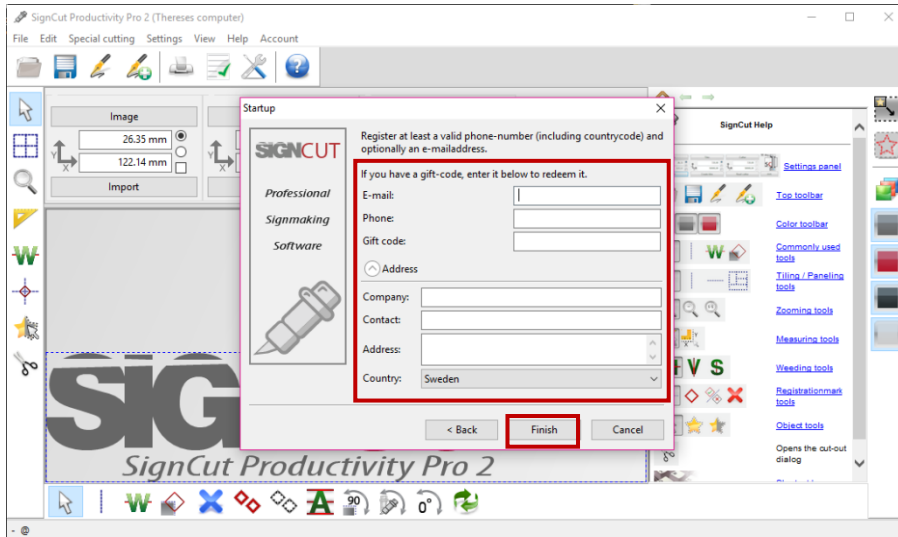 SignCut Productivity Pro 2 (Thereses computer)
File Edit Special cutting Settings View Help Account
Image
26.35 mm
122.14 mm
Y
X
Import
Startup
SIGNCUT
Professional
Signmaking
Software
Register at least a valid phone-number (including countrycode) and
optionally an e-mailaddress.
If you have a gift-code, enter it below to redeem it.
E-mail:
Phone:
Gift code:
Address
Company:
Contact:
Address:
Country: Sweden
< Back Finish Cancel
SignCut Help
Settings panel
Top toolbar
Color toolbar
Commonly used
tools
Tiling / Paneling
tools
Zooming tools
Measuring tools
Weeding tools
Registrationmark
tools
Object tools
Opens the cut-out
dialog
SIG
SignCut Productivity Pro 2
90
0°
- @